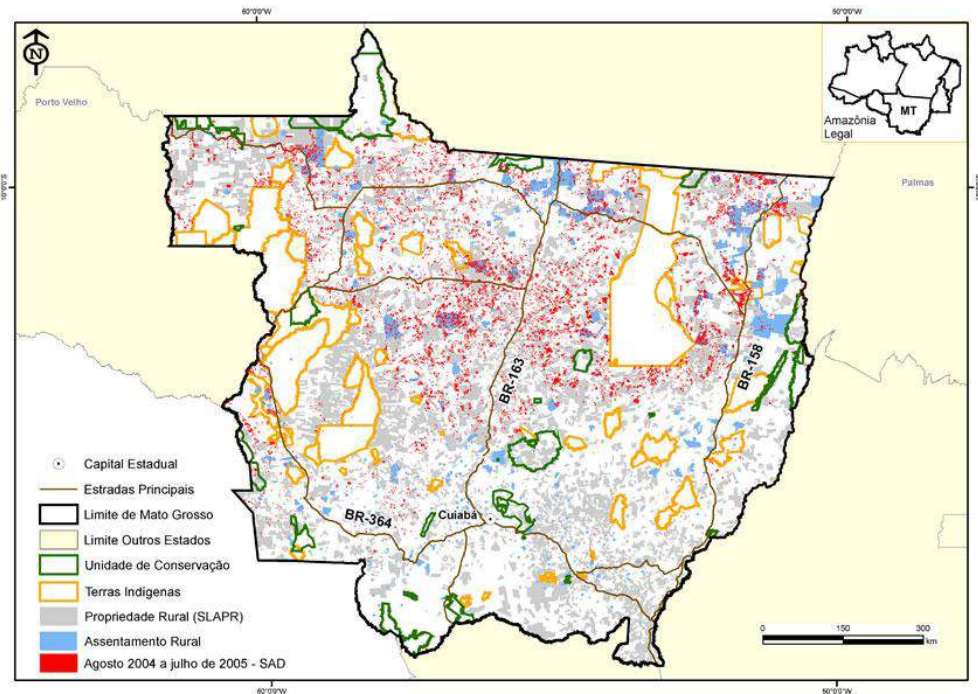 60°0'0"W
50°0'0"W
N
Porto Velho
Amazônia
Legal
MT
Palmas
BR-163
BR-158
BR-364
Cuiabá
Capital Estadual
Estradas Principais
Limite de Mato Grosso
Limite Outros Estados
Unidade de Conservação
Terras Indígenas
Propriedade Rural (SLAPR)
Assentamento Rural
Agosto 2004 a julho de 2005 - SAD
0 150 300
km
60°0'0"W
50°0'0"W